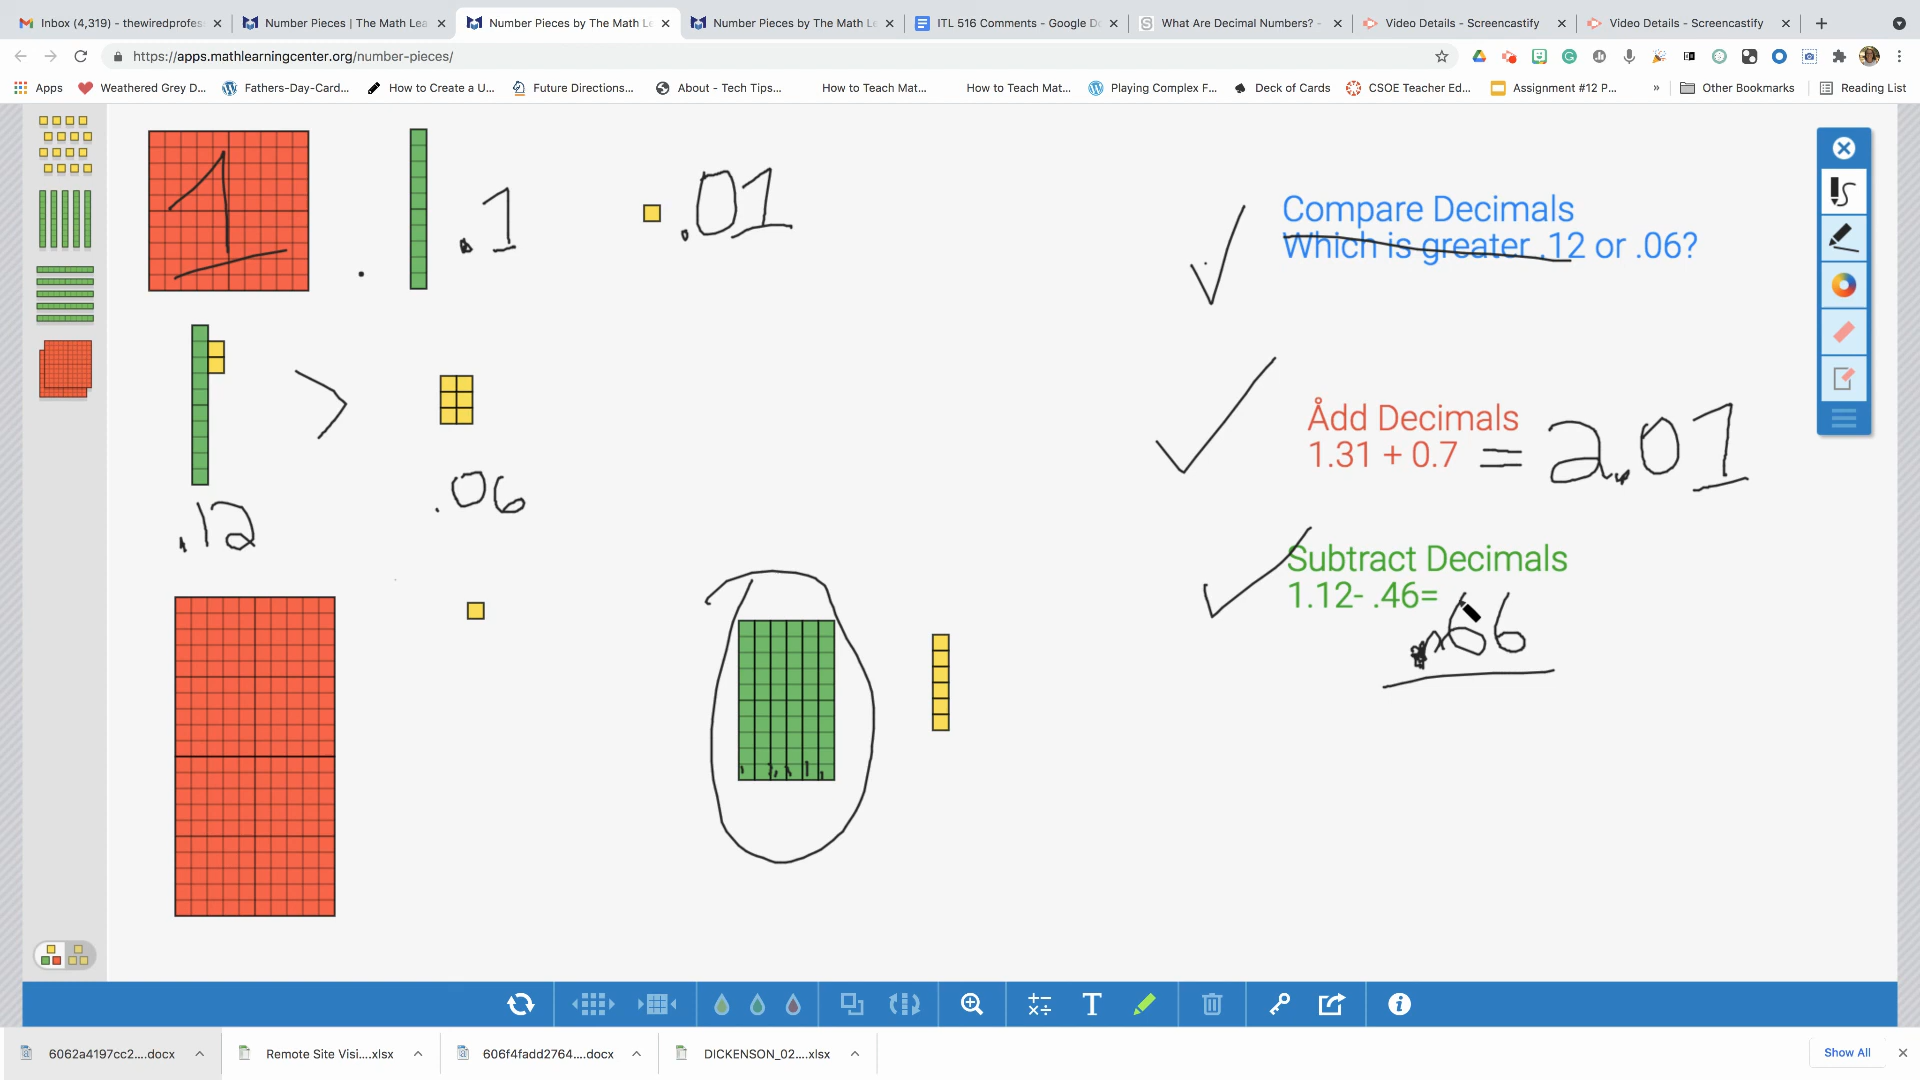 Inbox (4,319) - thewiredprofes
Number Pieces | The Math Lea
Number Pieces by The Math Le
Number Pieces by The Math Le
ITL 516 Comments - Google Do
What Are Decimal Numbers? -
Video Details - Screencastify
Video Details - Screencastify
https://apps.mathlearningcenter.org/number-pieces/
Apps
Weathered Grey D...
Fathers-Day-Card...
How to Create a U...
Future Directions...
About - Tech Tips...
How to Teach Mat...
How to Teach Mat...
Playing Complex F...
Deck of Cards
CSOE Teacher Ed...
Assignment #12 P...
»
Other Bookmarks
Reading List
1
.
.1
.01
Compare Decimals
Which is greater .12 or .06?
>
.12
.06
Add Decimals
1.31 + 0.7 = 2.01
Subtract Decimals
1.12- .46=
.66
6062a4197cc2....docx
Remote Site Visi....xlsx
606f4fadd2764....docx
DICKENSON_02....xlsx
Show All